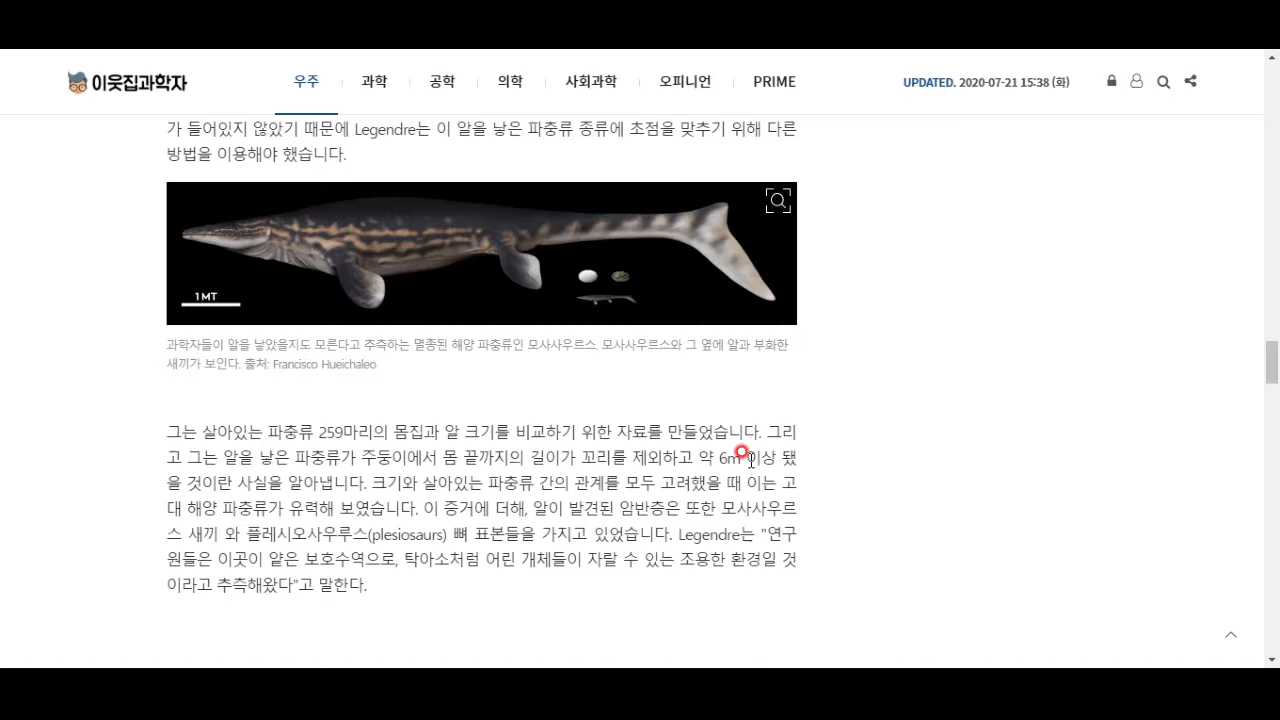 이웃집과학자
우주 과학 공학 의학 사회과학 오피니언 PRIME
UPDATED. 2020-07-21 15:38 (화)
가 들어있지 않았기 때문에 Legendre는 이 알을 낳은 파충류 종류에 초점을 맞추기 위해 다른
방법을 이용해야 했습니다.
1MT
과학자들이 알을 낳았을지도 모른다고 추측하는 멸종된 해양 파충류인 모사사우르스. 모사사우르스와 그 옆에 알과 부화한
새끼가 보인다. 출처: Francisco Hueichaleo
그는 살아있는 파충류 259마리의 몸집과 알 크기를 비교하기 위한 자료를 만들었습니다. 그리
고 그는 알을 낳은 파충류가 주둥이에서 몸 끝까지의 길이가 꼬리를 제외하고 약 6m 이상 됐
을 것이란 사실을 알아냅니다. 크기와 살아있는 파충류 간의 관계를 모두 고려했을 때 이는 고
대 해양 파충류가 유력해 보였습니다. 이 증거에 더해, 알이 발견된 암반층은 또한 모사사우르
스 새끼 와 플레시오사우루스(plesiosaurs) 뼈 표본들을 가지고 있었습니다. Legendre는 "연구
원들은 이곳이 얕은 보호수역으로, 탁아소처럼 어린 개체들이 자랄 수 있는 조용한 환경일 것
이라고 추측해왔다"고 말한다.